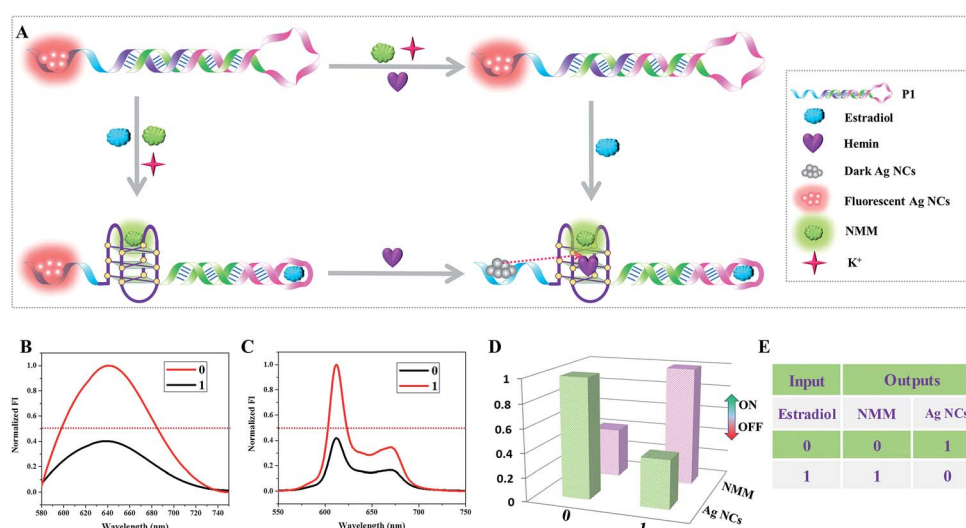 A
P1
Estradiol
Hemin
Dark Ag NCs
Fluorescent Ag NCs
NMM
K+
B
Normalized FI
1.0
0.8
0.6
0.4
0.2
0.0
0
1
580 600 620 640 660 680 700 720 740
Wavelength (nm)
C
Normalized FI
1.0
0.8
0.6
0.4
0.2
0.0
0
1
550 600 650 700 750
Wavelength (nm)
D
1
0.8
0.6
0.4
0.2
0
ON
OFF
NMM
Ag NCs
0
1
E
Input Outputs
Estradiol NMM Ag NCs
0 0 1
1 1 0